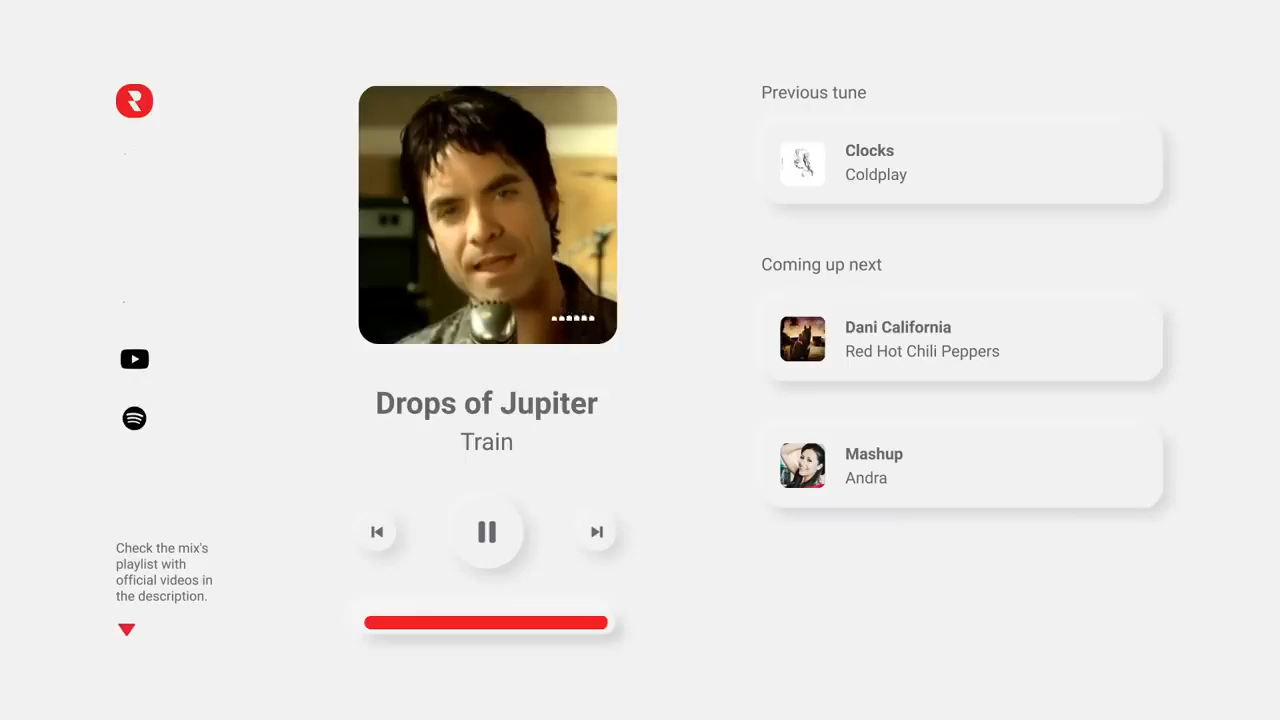 Previous tune
Clocks
Coldplay
Coming up next
Dani California
Red Hot Chili Peppers
Mashup
Andra
Drops of Jupiter
Train
Check the mix's
playlist with
official videos in
the description.